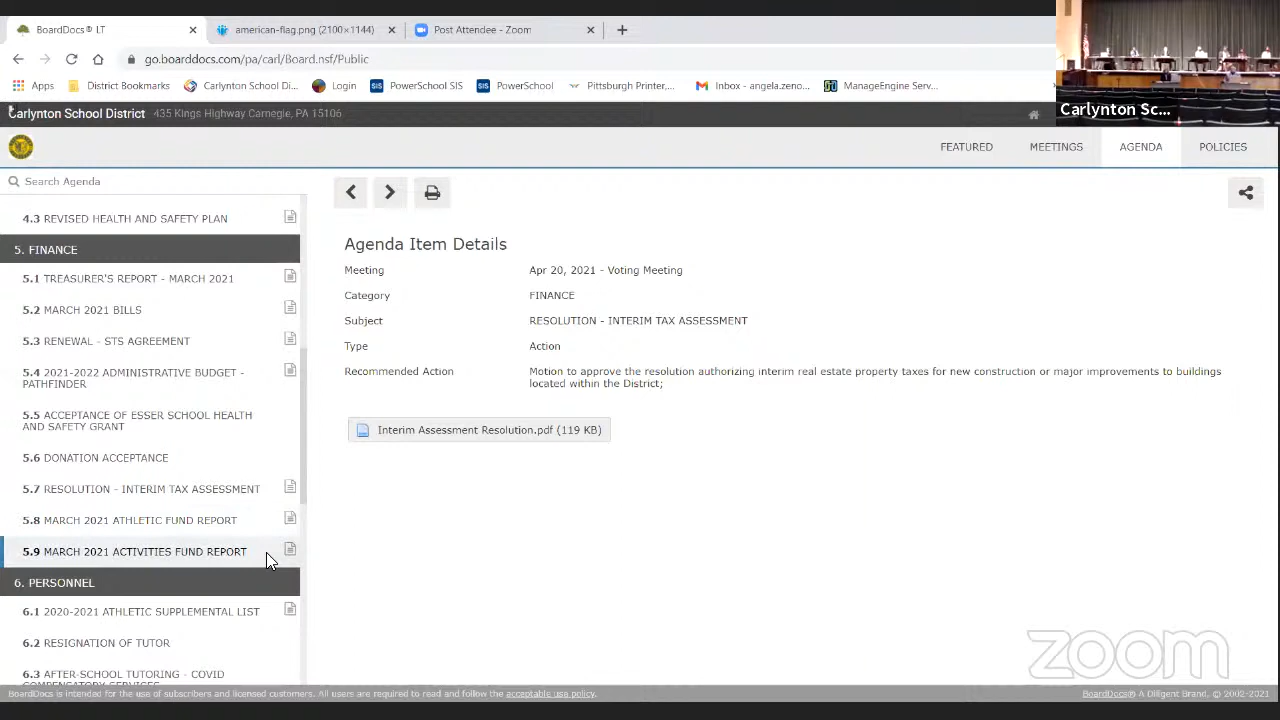 BoardDocs® LT
american-flag.png (2100×1144)
Post Attendee - Zoom
go.boarddocs.com/pa/carl/Board.nsf/Public
Apps
District Bookmarks
Carlynton School Di...
Login
PowerSchool SIS
PowerSchool
Pittsburgh Printer,...
Inbox - angela.zeno...
ManageEngine Serv...
Carlynton Sc...
Carlynton School District 435 Kings Highway Carnegie, PA 15106
FEATURED
MEETINGS
AGENDA
POLICIES
Search Agenda
4.3 REVISED HEALTH AND SAFETY PLAN
5. FINANCE
5.1 TREASURER'S REPORT - MARCH 2021
5.2 MARCH 2021 BILLS
5.3 RENEWAL - STS AGREEMENT
5.4 2021-2022 ADMINISTRATIVE BUDGET -
PATHFINDER
5.5 ACCEPTANCE OF ESSER SCHOOL HEALTH
AND SAFETY GRANT
5.6 DONATION ACCEPTANCE
5.7 RESOLUTION - INTERIM TAX ASSESSMENT
5.8 MARCH 2021 ATHLETIC FUND REPORT
5.9 MARCH 2021 ACTIVITIES FUND REPORT
6. PERSONNEL
6.1 2020-2021 ATHLETIC SUPPLEMENTAL LIST
6.2 RESIGNATION OF TUTOR
6.3 AFTER-SCHOOL TUTORING - COVID
COMPENSATORY SERVICES
Agenda Item Details
Meeting
Apr 20, 2021 - Voting Meeting
Category
FINANCE
Subject
RESOLUTION - INTERIM TAX ASSESSMENT
Type
Action
Recommended Action
Motion to approve the resolution authorizing interim real estate property taxes for new construction or major improvements to buildings
located within the District;
Interim Assessment Resolution.pdf (119 KB)
zoom
BoardDocs is intended for the use of subscribers and licensed customers. All users are required to read and follow the acceptable use policy.
BoardDocs® A Diligent Brand, © 2002-2021